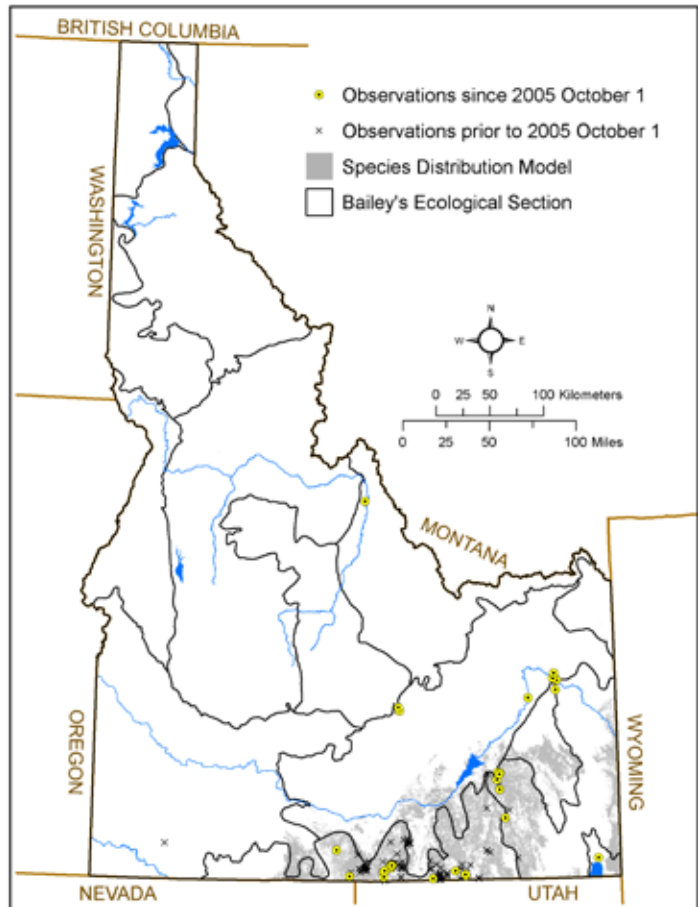 BRITISH COLUMBIA
Observations since 2005 October 1
Observations prior to 2005 October 1
Species Distribution Model
Bailey's Ecological Section
WASHINGTON
N
W E
S
0 25 50 100 Kilometers
0 25 50 100 Miles
MONTANA
OREGON
WYOMING
NEVADA UTAH